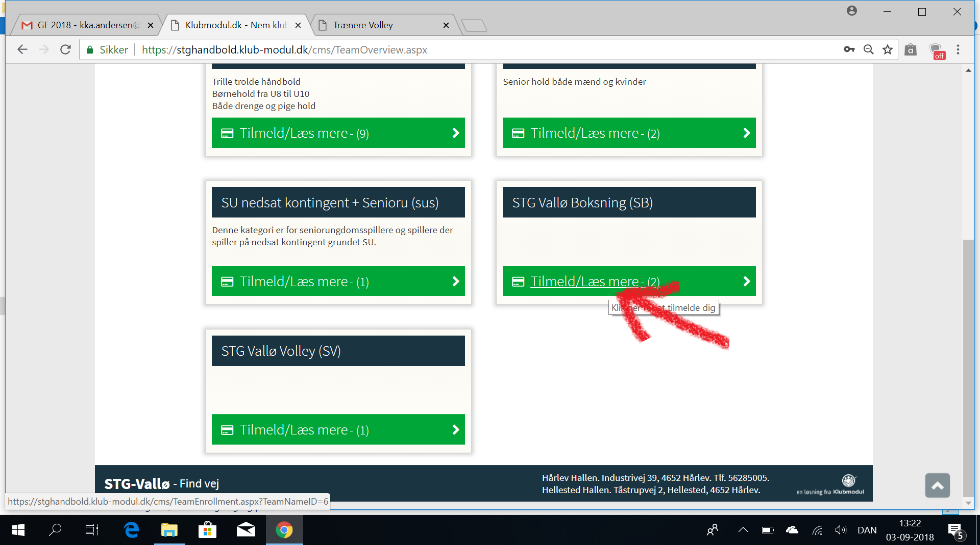 GF 2018 - kka.andersen@
Klubmodul.dk - Nem klub
Trænere Volley
Sikker
https://stghandbold.klub-modul.dk/cms/TeamOverview.aspx
off
Trille trolde håndbold
Børnehold fra U8 til U10
Både drenge og pige hold
Tilmeld/Læs mere - (9)
Senior hold både mænd og kvinder
Tilmeld/Læs mere - (2)
SU nedsat kontingent + Senioru (sus)
Denne kategori er for seniorungdomsspillere og spillere der
spiller på nedsat kontingent grundet SU.
Tilmeld/Læs mere - (1)
STG Vallø Boksning (SB)
Tilmeld/Læs mere - (2)
tilmelde dig
STG Vallø Volley (SV)
Tilmeld/Læs mere - (1)
STG-Vallø - Find vej
Hårlev Hallen. Industrivej 39, 4652 Hårlev. Tlf. 56285005.
Hellested Hallen. Tåstrupvej 2, Hellested, 4652 Hårlev.
en løsning fra Klubmodul
https://stghandbold.klub-modul.dk/cms/TeamEnrollment.aspx?TeamNameID=6
DAN
13:22
03-09-2018
5